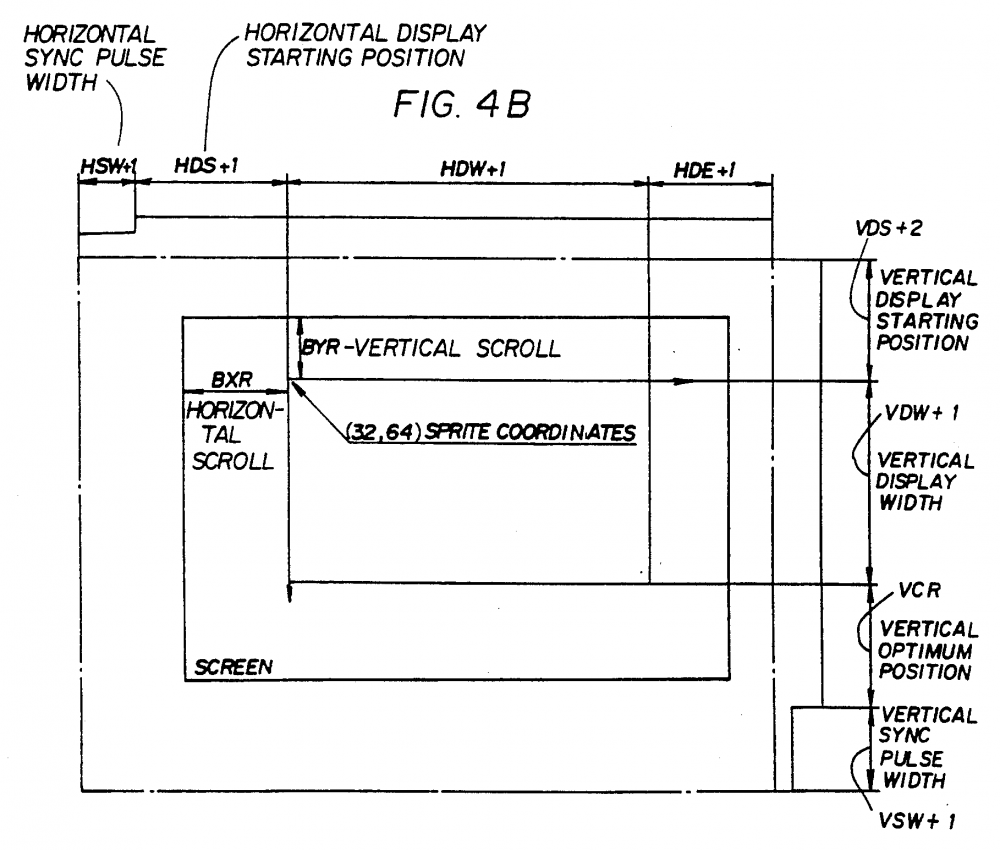 HORIZONTAL
SYNC PULSE
WIDTH
HORIZONTAL DISPLAY
STARTING POSITION
FIG. 4B
HSW+1
HDS+1
HDW+1
HDE+1
VDS+2
VERTICAL
DISPLAY
STARTING
POSITION
BYR-VERTICAL SCROLL
BXR
HORIZON-
TAL
SCROLL
(32,64) SPRITE COORDINATES
VDW+1
VERTICAL
DISPLAY
WIDTH
VCR
VERTICAL
OPTIMUM
POSITION
SCREEN
VERTICAL
SYNC
PULSE
WIDTH
VSW+1